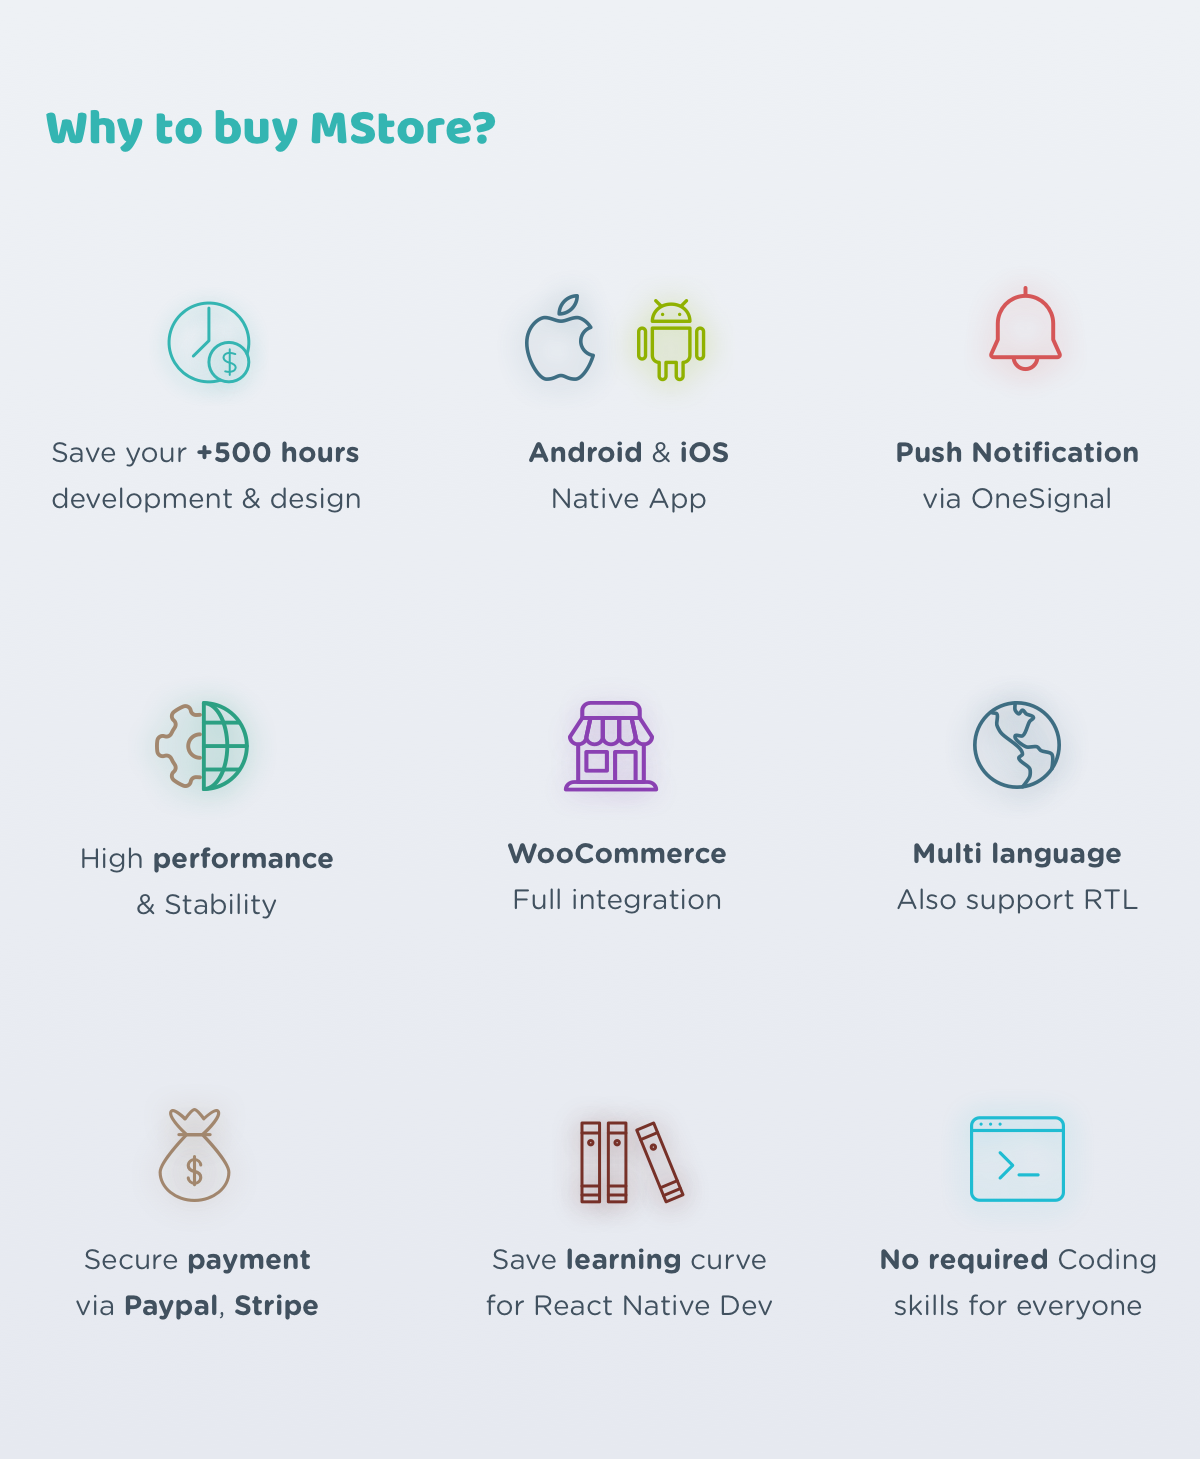 Why to buy MStore?
Save your +500 hours
development & design
Android & iOS
Native App
Push Notification
via OneSignal
High performance
& Stability
WooCommerce
Full integration
Multi language
Also support RTL
Secure payment
via Paypal, Stripe
Save learning curve
for React Native Dev
No required Coding
skills for everyone